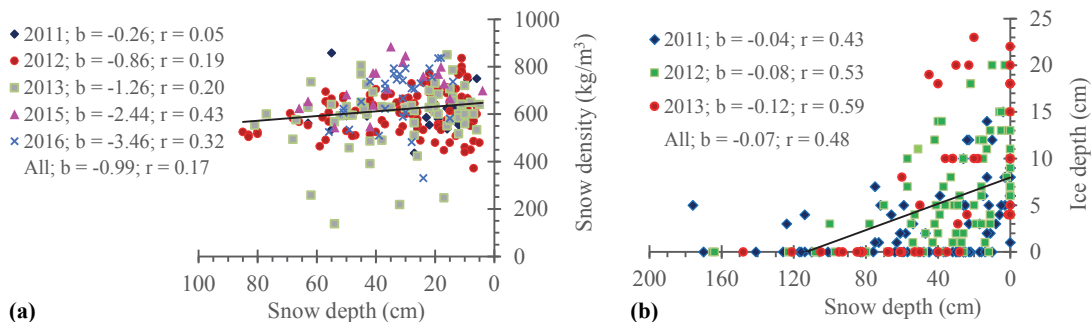 2011; b = -0.26; r = 0.05
2012; b = -0.86; r = 0.19
2013; b = -1.26; r = 0.20
2015; b = -2.44; r = 0.43
2016; b = -3.46; r = 0.32
All; b = -0.99; r = 0.17
1000
800
600
400
200
0
Snow density (kg/m³)
100 80 60 40 20 0
Snow depth (cm)
(a)
2011; b = -0.04; r = 0.43
2012; b = -0.08; r = 0.53
2013; b = -0.12; r = 0.59
All; b = -0.07; r = 0.48
25
20
15
10
5
0
Ice depth (cm)
200 160 120 80 40 0
Snow depth (cm)
(b)